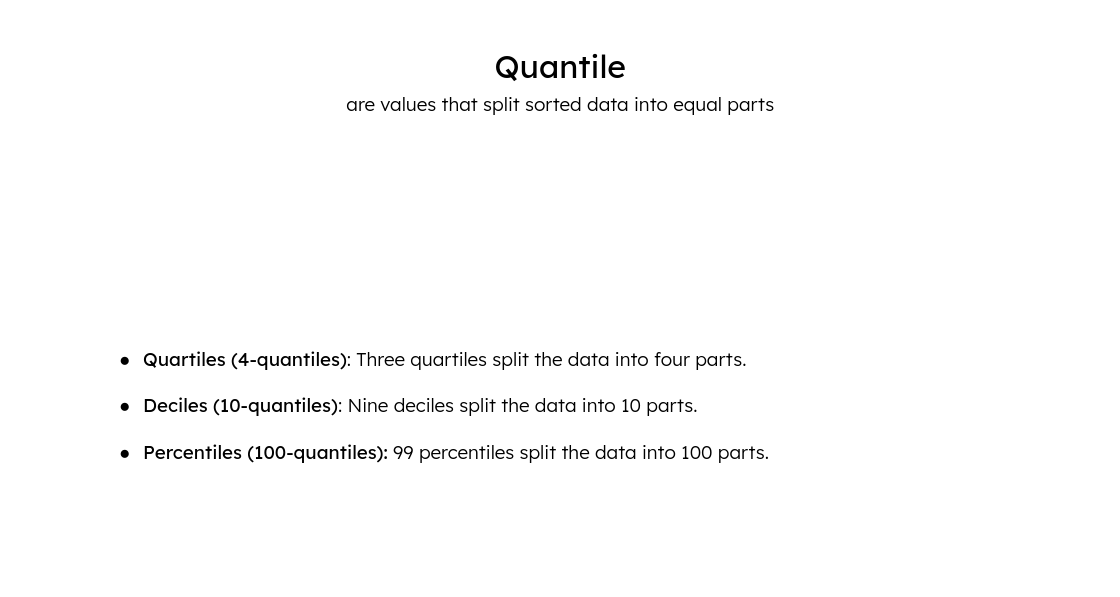 Quantile
are values that split sorted data into equal parts
● Quartiles (4-quantiles): Three quartiles split the data into four parts.
● Deciles (10-quantiles): Nine deciles split the data into 10 parts.
● Percentiles (100-quantiles): 99 percentiles split the data into 100 parts.